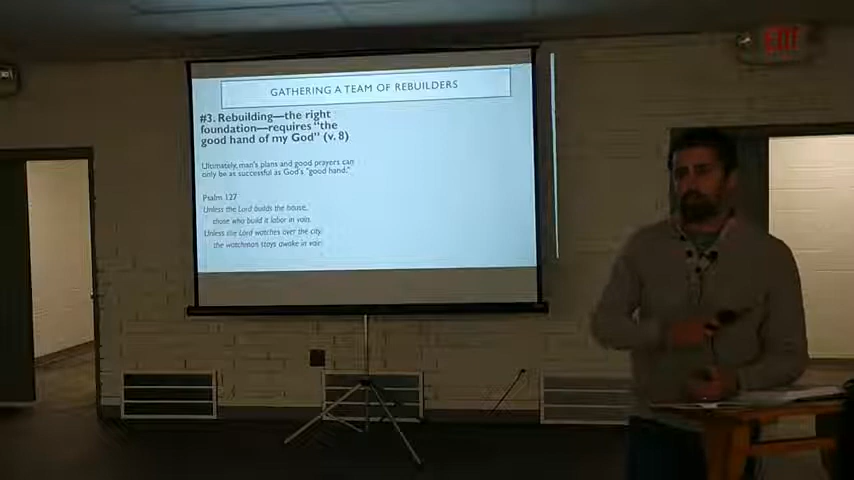 GATHERING A TEAM OF REBUILDERS
#3. Rebuilding—the right
foundation—requires "the
good hand of my God" (v. 8)
Ultimately, man's plans and good prayers can
only be as successful as God's "good hand."
Psalm 127
Unless the Lord builds the house,
those who build it labor in vain.
Unless the Lord watches over the city,
the watchman stays awake in vain.
EXIT